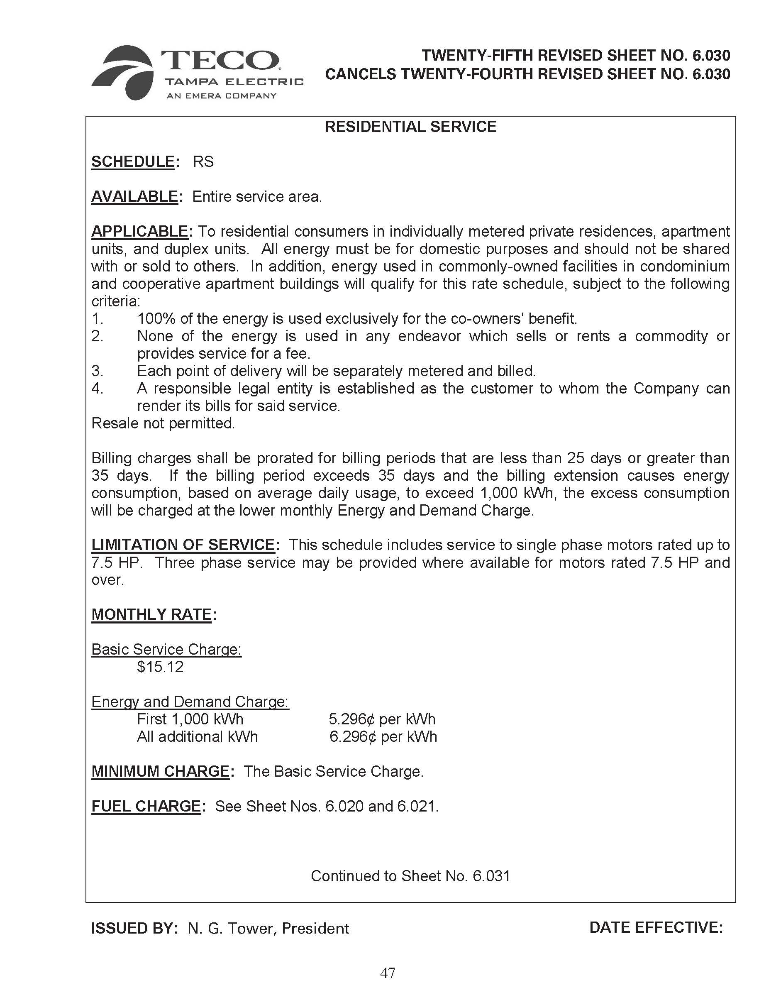 TECO®
TAMPA ELECTRIC
AN EMERA COMPANY
TWENTY-FIFTH REVISED SHEET NO. 6.030
CANCELS TWENTY-FOURTH REVISED SHEET NO. 6.030
RESIDENTIAL SERVICE
SCHEDULE: RS
AVAILABLE: Entire service area.
APPLICABLE: To residential consumers in individually metered private residences, apartment
units, and duplex units. All energy must be for domestic purposes and should not be shared
with or sold to others. In addition, energy used in commonly-owned facilities in condominium
and cooperative apartment buildings will qualify for this rate schedule, subject to the following
criteria:
1. 100% of the energy is used exclusively for the co-owners' benefit.
2. None of the energy is used in any endeavor which sells or rents a commodity or
provides service for a fee.
3. Each point of delivery will be separately metered and billed.
4. A responsible legal entity is established as the customer to whom the Company can
render its bills for said service.
Resale not permitted.
Billing charges shall be prorated for billing periods that are less than 25 days or greater than
35 days. If the billing period exceeds 35 days and the billing extension causes energy
consumption, based on average daily usage, to exceed 1,000 kWh, the excess consumption
will be charged at the lower monthly Energy and Demand Charge.
LIMITATION OF SERVICE: This schedule includes service to single phase motors rated up to
7.5 HP. Three phase service may be provided where available for motors rated 7.5 HP and
over.
MONTHLY RATE:
Basic Service Charge:
$15.12
Energy and Demand Charge:
First 1,000 kWh 5.296¢ per kWh
All additional kWh 6.296¢ per kWh
MINIMUM CHARGE: The Basic Service Charge.
FUEL CHARGE: See Sheet Nos. 6.020 and 6.021.
Continued to Sheet No. 6.031
ISSUED BY: N. G. Tower, President DATE EFFECTIVE:
47